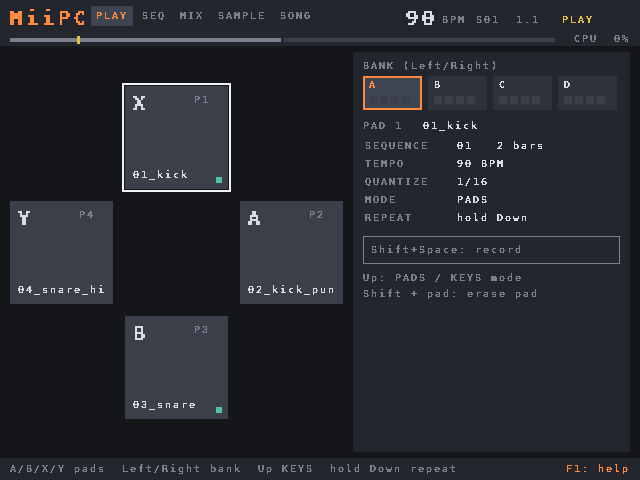 MiiPC PLAY SEQ MIX SAMPLE SONG 90 BPM S01 1.1 PLAY
CPU 0%
BANK (Left/Right)
A B C D
PAD 1 01_kick
SEQUENCE 01 2 bars
TEMPO 90 BPM
QUANTIZE 1/16
MODE PADS
REPEAT hold Down
Shift+Space: record
Up: PADS / KEYS mode
Shift + pad: erase pad
X P1
01_kick
Y P4
04_snare_hi
A P2
02_kick_pun
B P3
03_snare
A/B/X/Y pads Left/Right bank Up KEYS hold Down repeat F1: help